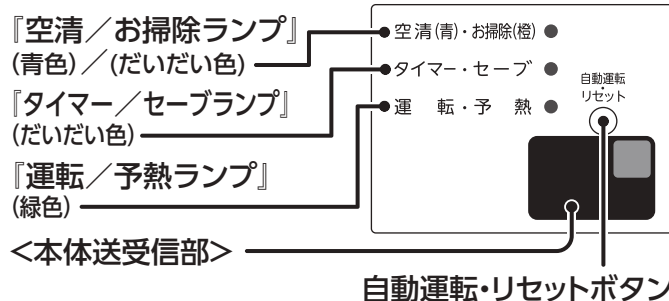 『空清／お掃除ランプ』
(青色)／(だいだい色)
『タイマー／セーブランプ』
(だいだい色)
『運転／予熱ランプ』
(緑色)
<本体送受信部>
空清(青)・お掃除(橙)
タイマー・セーブ
運 転・予 熱
自動運転
・
リセット
自動運転・リセットボタン